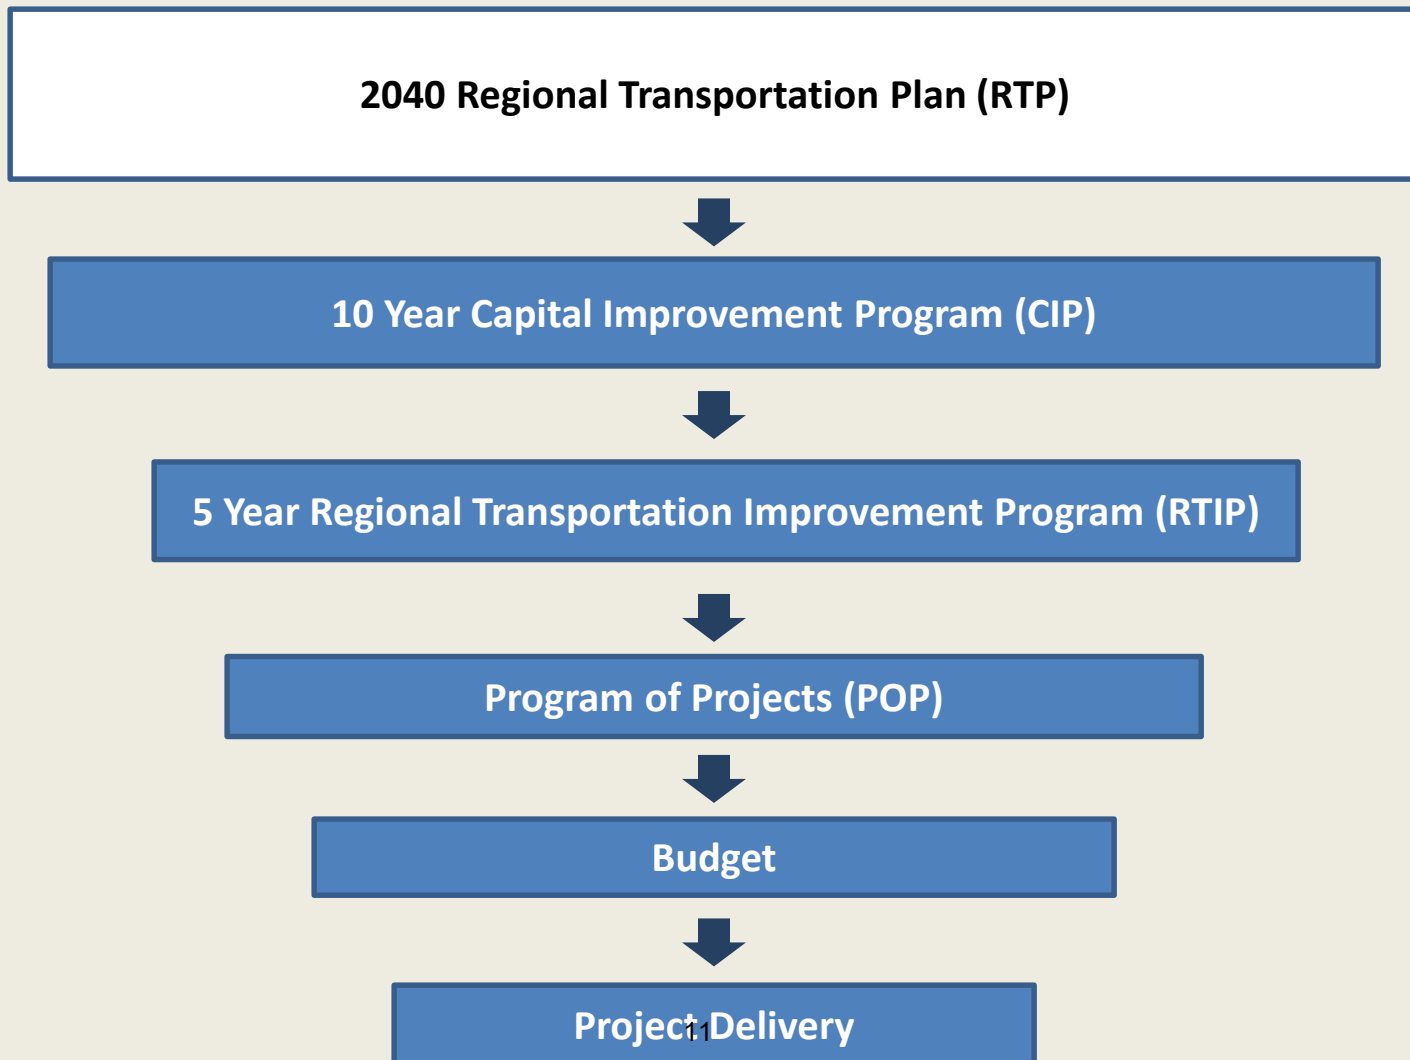 2040 Regional Transportation Plan (RTP)
10 Year Capital Improvement Program (CIP)
5 Year Regional Transportation Improvement Program (RTIP)
Program of Projects (POP)
Budget
Project Delivery
11